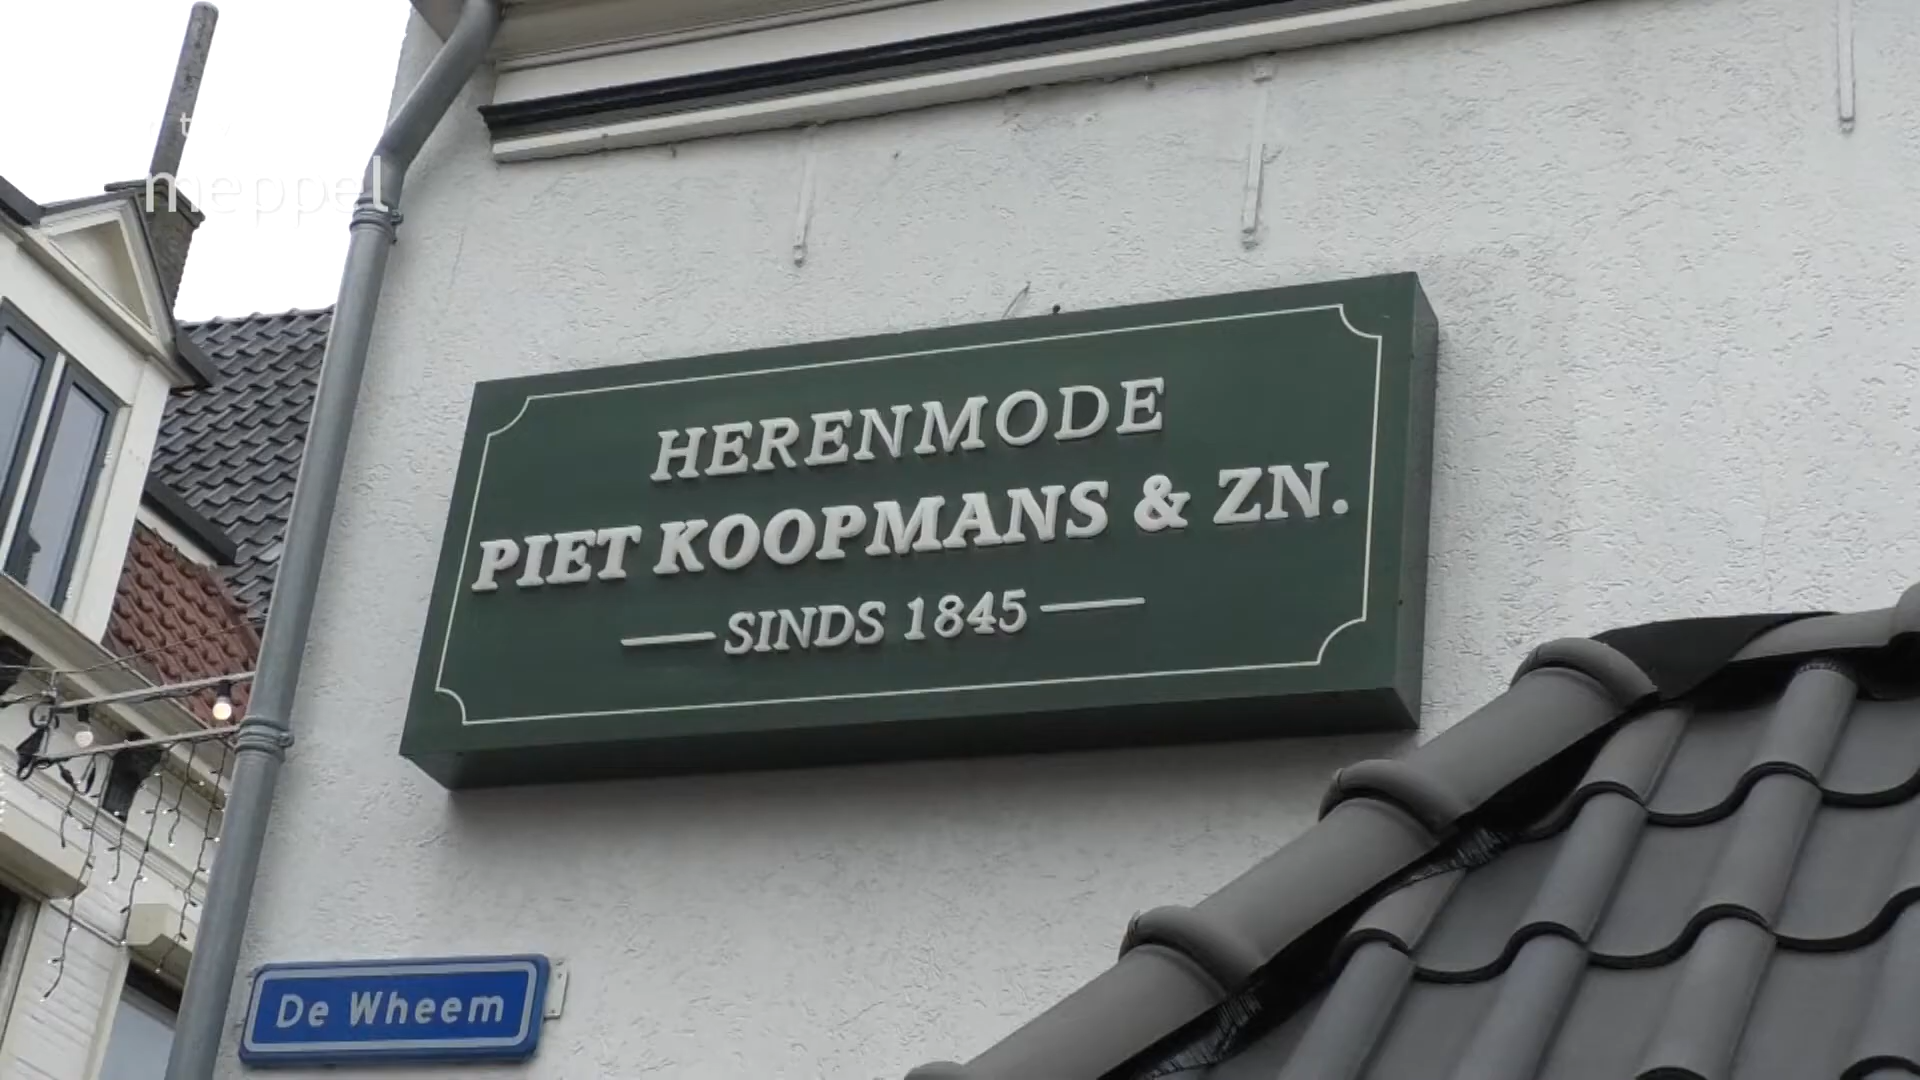 meppel
HERENMODE
PIET KOOPMANS & ZN.
SINDS 1845
De Wheem